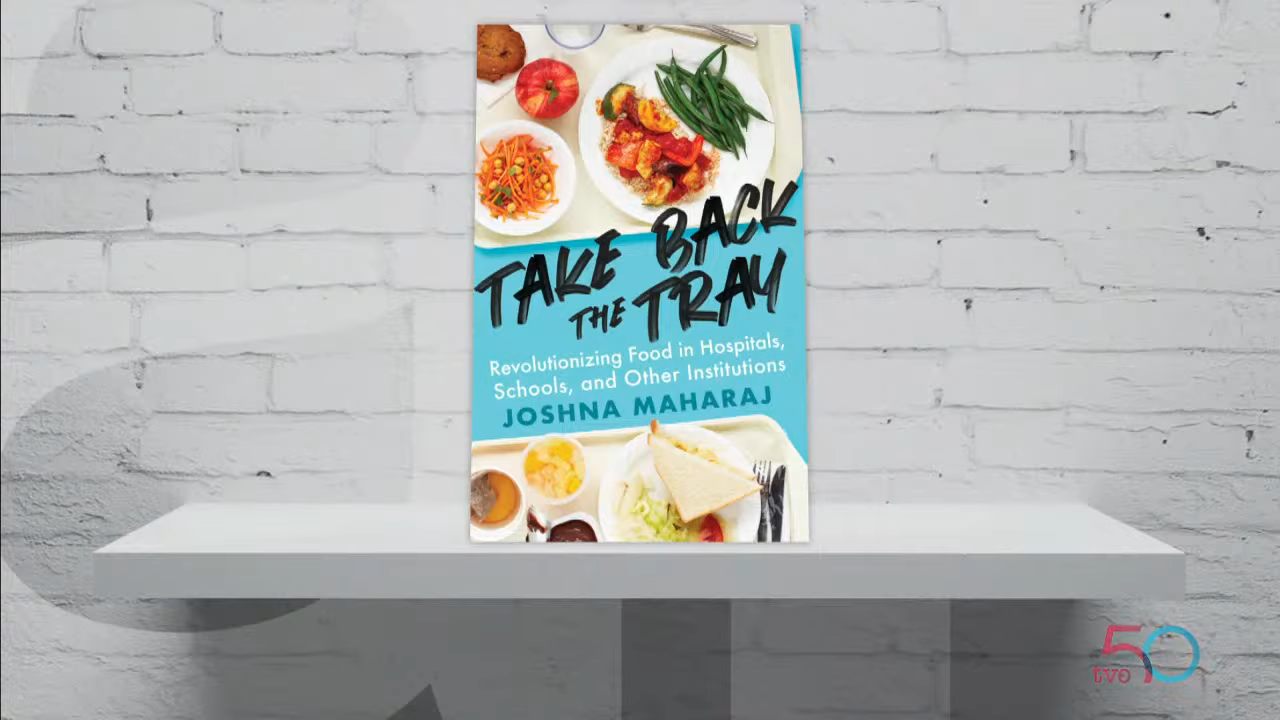 TAKE BACK
THE TRAY
Revolutionizing Food in Hospitals,
Schools, and Other Institutions
JOSHNA MAHARAJ
tvo 50